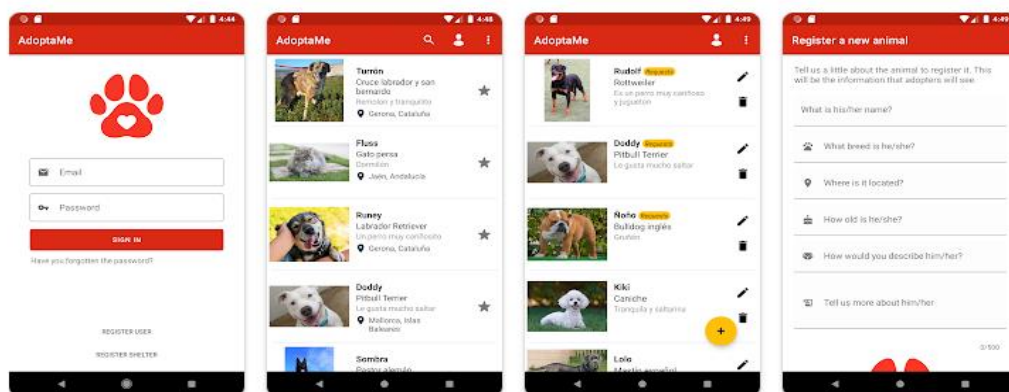 4:44
AdoptaMe
Email
Password
SIGN IN
Have you forgotten the password?
REGISTER USER
REGISTER SHELTER
4:48
AdoptaMe
Turrón
Cruce labrador y san
bernardo
Remolon y tranquilito
Gerona, Cataluña
Fluss
Gato persa
Dormilón
Jaén, Andalucía
Runey
Labrador Retriever
Un perro muy cariñosito
Gerona, Cataluña
Doddy
Pitbull Terrier
Le gusta mucho saltar
Mallorca, Islas
Baleares
Sombra
Pastor alemán
4:49
AdoptaMe
Rudolf Requests
Rottweiler
Es un perro muy cariñoso
y jugueton
Doddy Requests
Pitbull Terrier
Le gusta mucho saltar
Ñoño Requests
Bulldog inglés
Gruñón
Kiki
Caniche
Tranquila y saltarina
Lolo
Mastín español
4:49
Register a new animal
Tell us a little about the animal to register it. This
will be the information that adopters will see
What is his/her name?
What breed is he/she?
Where is it located?
How old is he/she?
How would you describe him/her?
Tell us more about him/her
0/500